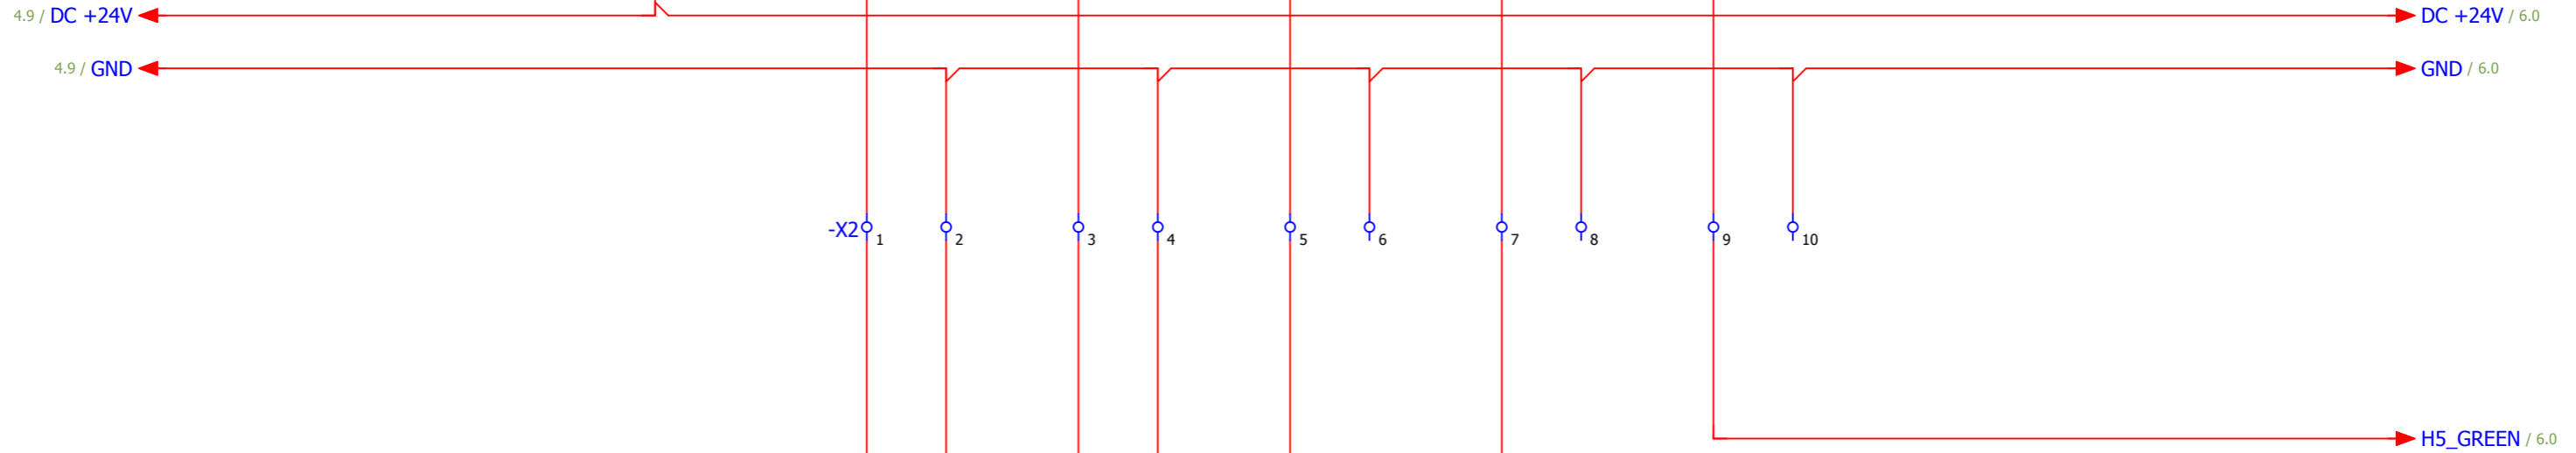 4.9 / DC +24V DC +24V / 6.0
4.9 / GND GND / 6.0
-X2 1 2 3 4 5 6 7 8 9 10
H5_GREEN / 6.0